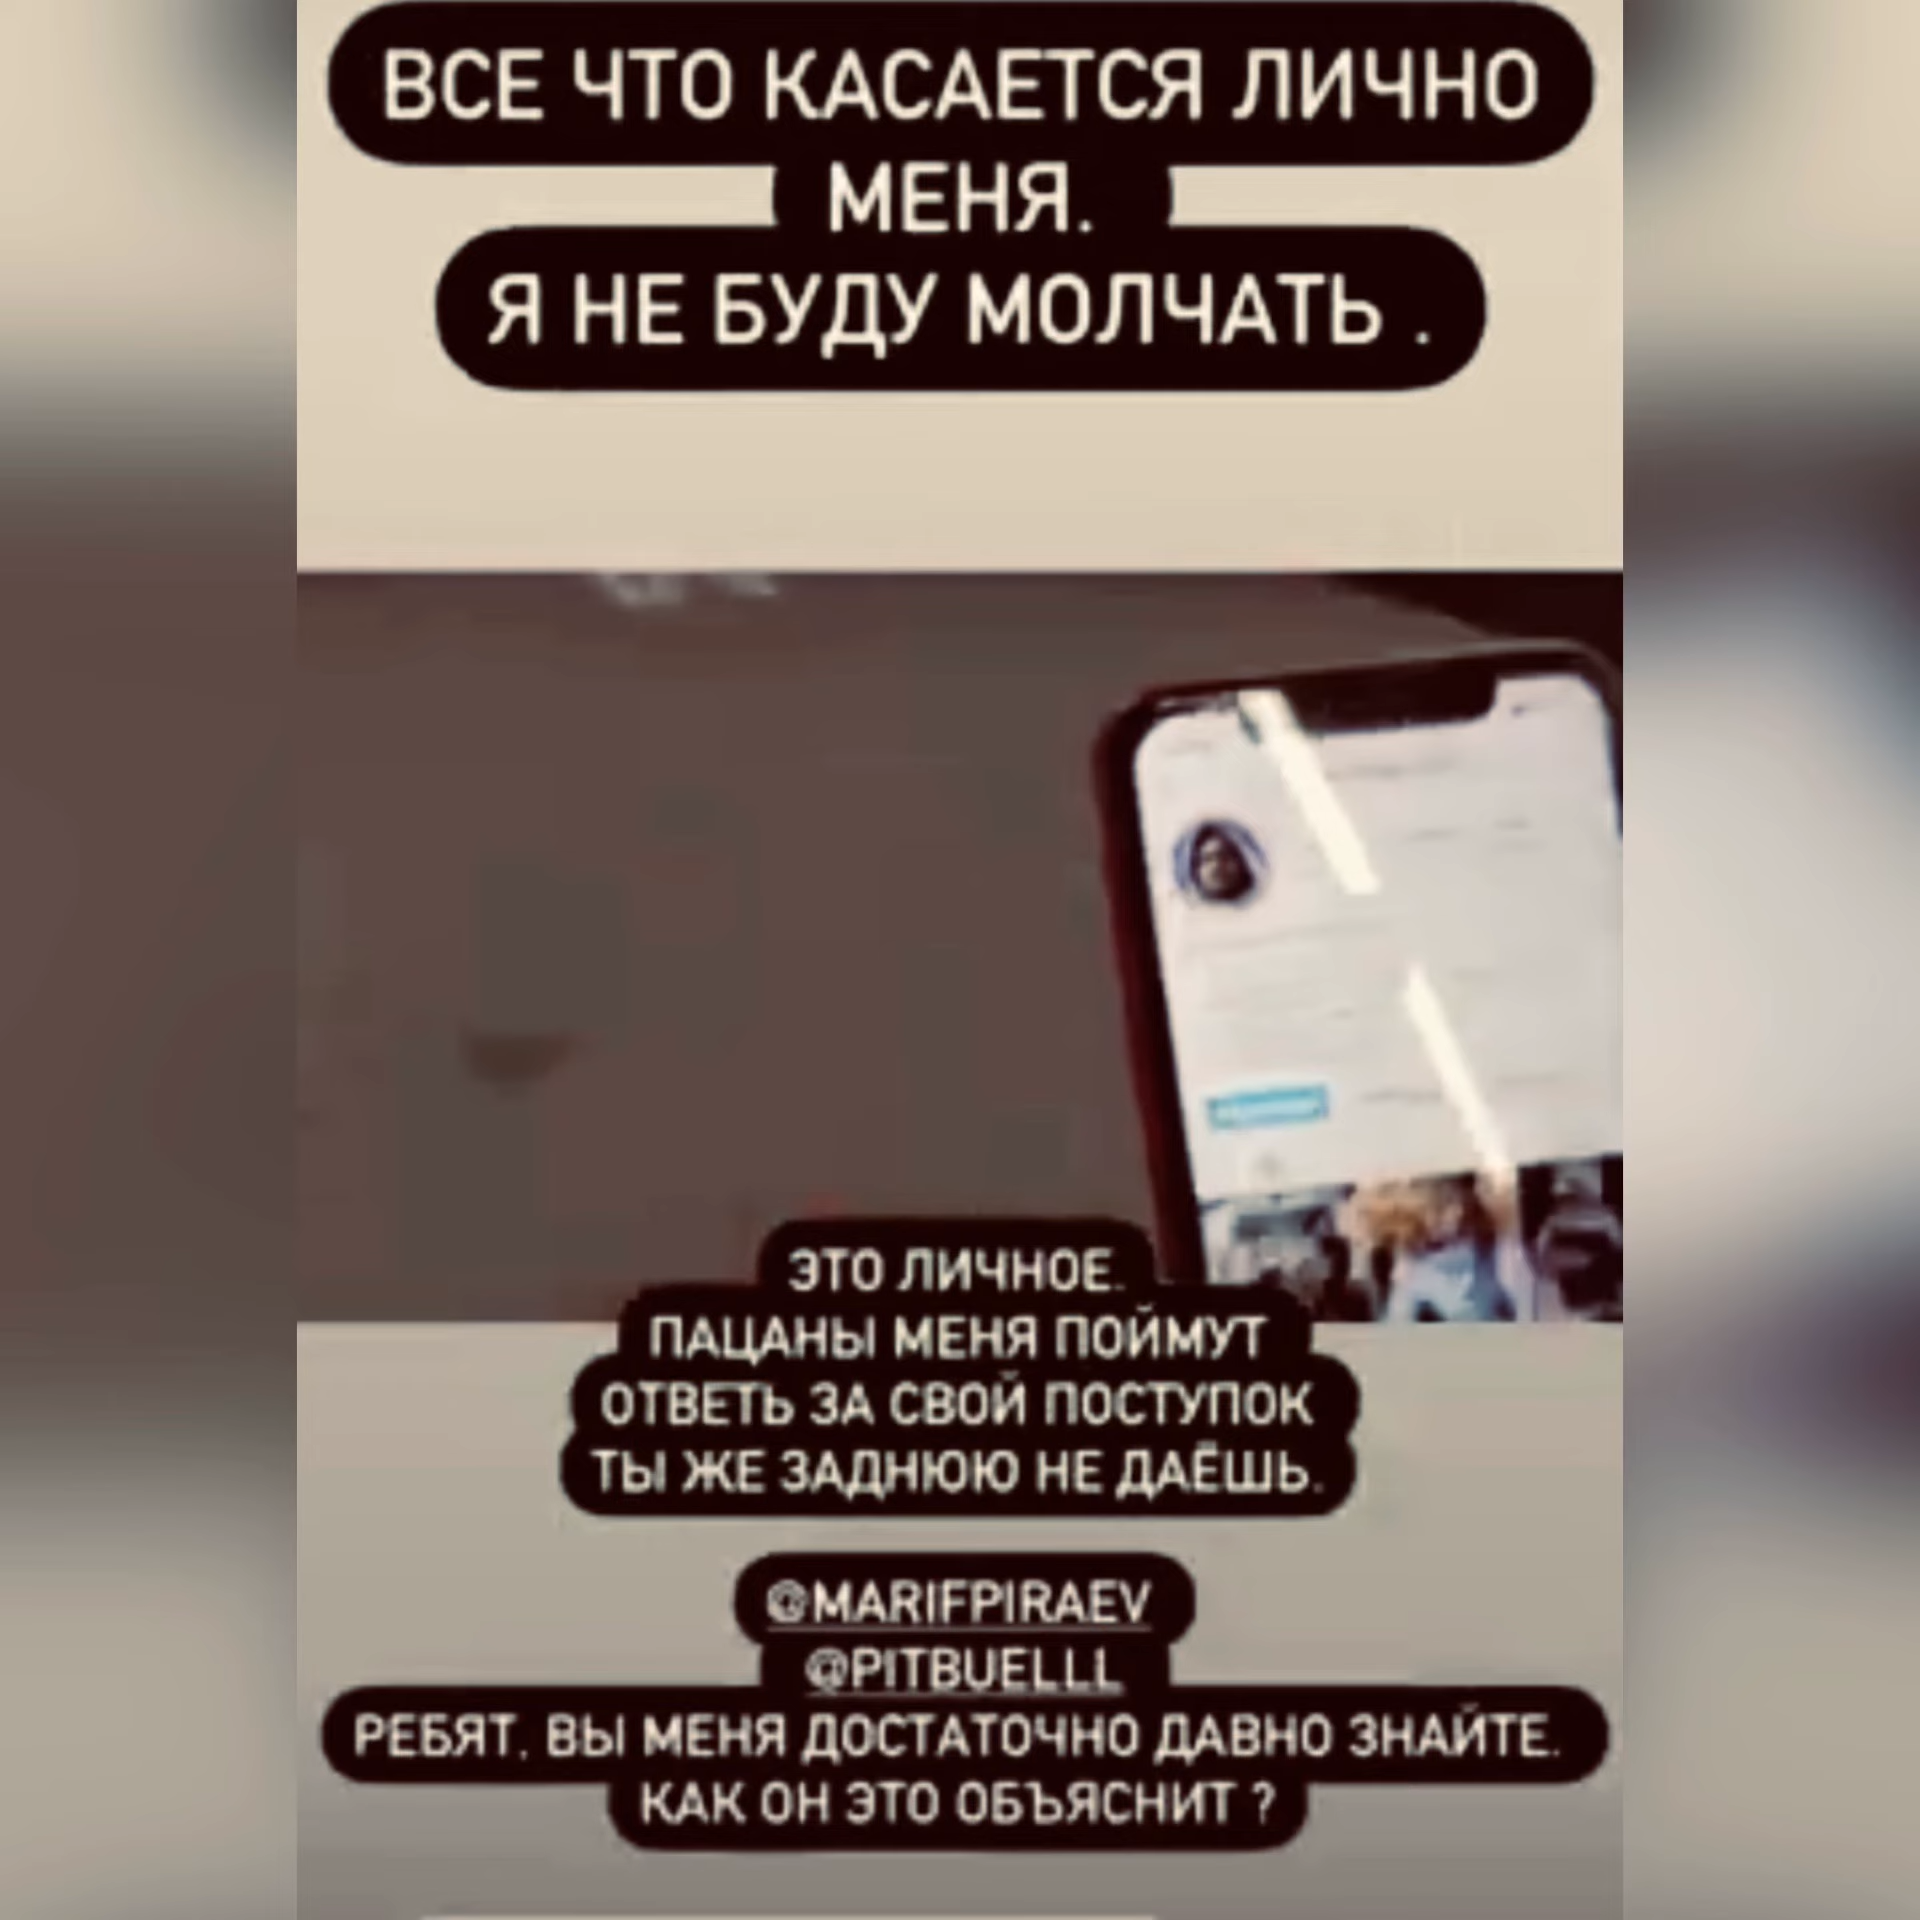 ВСЕ ЧТО КАСАЕТСЯ ЛИЧНО
МЕНЯ.
Я НЕ БУДУ МОЛЧАТЬ .
ЭТО ЛИЧНОЕ.
ПАЦАНЫ МЕНЯ ПОЙМУТ
ОТВЕТЬ ЗА СВОЙ ПОСТУПОК
ТЫ ЖЕ ЗАДНЮЮ НЕ ДАЁШЬ.
@MARIFPIRAEV
@PITBUELLL
РЕБЯТ, ВЫ МЕНЯ ДОСТАТОЧНО ДАВНО ЗНАЙТЕ.
КАК ОН ЭТО ОБЪЯСНИТ ?